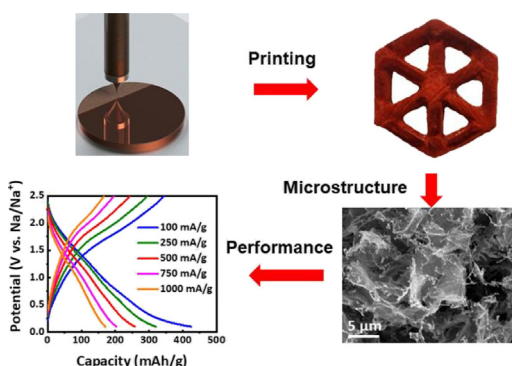 Printing
Microstructure
5 μm
Performance
Potential (V vs. Na/Na⁺)
2.5
2.0
1.5
1.0
0.5
0.0
100 mA/g
250 mA/g
500 mA/g
750 mA/g
1000 mA/g
0 100 200 300 400 500
Capacity (mAh/g)